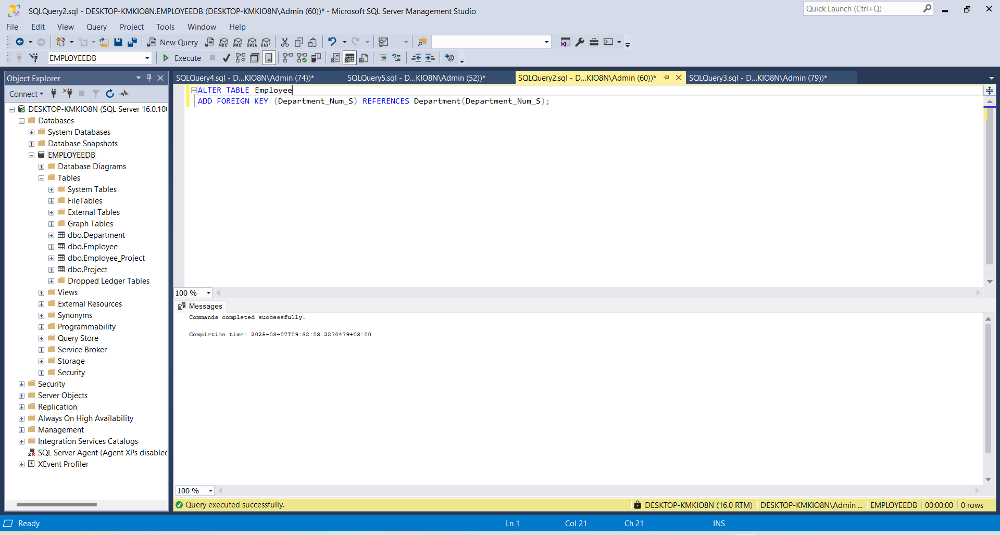 SQLQuery2.sql - DESKTOP-KMKIO8N.EMPLOYEEDB (DESKTOP-KMKIO8N\Admin (60))* - Microsoft SQL Server Management Studio
Quick Launch (Ctrl+Q)
File Edit View Query Project Tools Window Help
New Query MDX DMX XMLA DAX
EMPLOYEEDB Execute
Object Explorer
Connect
DESKTOP-KMKIO8N (SQL Server 16.0.100
Databases
System Databases
Database Snapshots
EMPLOYEEDB
Database Diagrams
Tables
System Tables
FileTables
External Tables
Graph Tables
dbo.Department
dbo.Employee
dbo.Employee_Project
dbo.Project
Dropped Ledger Tables
Views
External Resources
Synonyms
Programmability
Query Store
Service Broker
Storage
Security
Security
Server Objects
Replication
Always On High Availability
Management
Integration Services Catalogs
SQL Server Agent (Agent XPs disabled
XEvent Profiler
SQLQuery4.sql - D...KIO8N\Admin (74))* SQLQuery5.sql - D...KIO8N\Admin (52))* SQLQuery2.sql - D...KIO8N\Admin (60))* SQLQuery3.sql - D...KIO8N\Admin (79))*
ALTER TABLE Employee
ADD FOREIGN KEY (Department_Num_S) REFERENCES Department(Department_Num_S);
100 %
Messages
Commands completed successfully.
Completion time: 2025-03-07T09:32:03.2270479+03:00
100 %
Query executed successfully. DESKTOP-KMKIO8N (16.0 RTM) DESKTOP-KMKIO8N\Admin ... EMPLOYEEDB 00:00:00 0 rows
Ready Ln 1 Col 21 Ch 21 INS